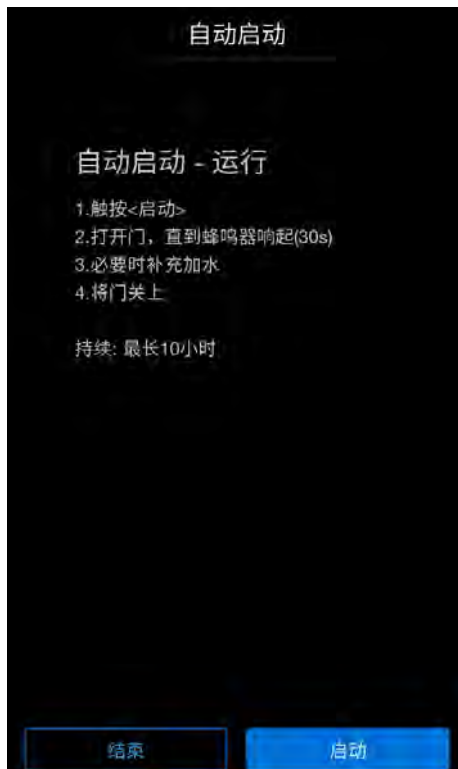 自动启动
自动启动 - 运行
1.触按<启动>
2.打开门，直到蜂鸣器响起(30s)
3.必要时补充加水
4.将门关上
持续: 最长10小时
结束
启动